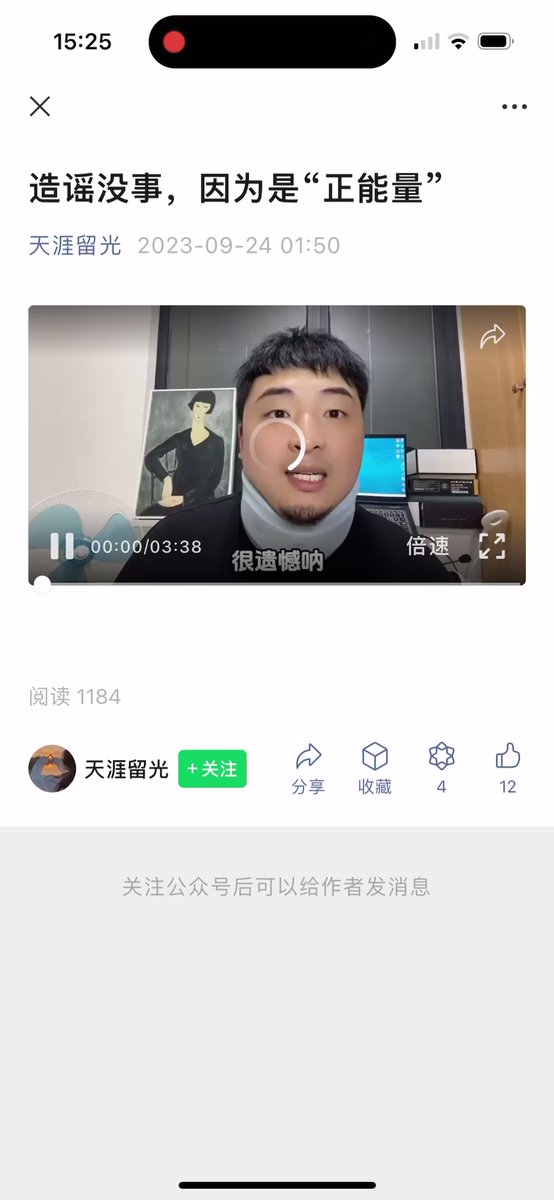 15:25
造谣没事，因为是“正能量”
天涯留光 2023-09-24 01:50
00:00/03:38 倍速
很遗憾呐
阅读 1184
天涯留光 +关注 分享 收藏 4 12
关注公众号后可以给作者发消息